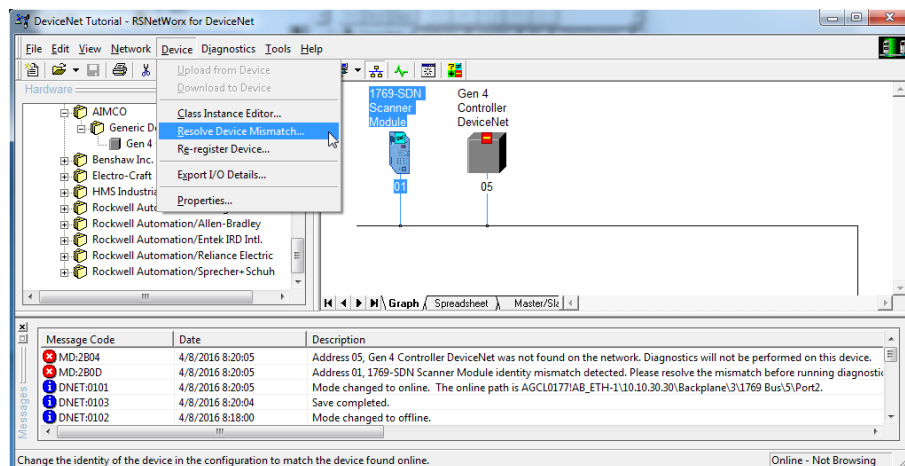 DeviceNet Tutorial - RSNetWorx for DeviceNet
File Edit View Network Device Diagnostics Tools Help
Hardware
AIMCO
Generic D
Gen 4
Benshaw Inc.
Electro-Craft
HMS Industria
Rockwell Auto
Rockwell Automation/Allen-Bradley
Rockwell Automation/Entek IRD Intl.
Rockwell Automation/Reliance Electric
Rockwell Automation/Sprecher+Schuh
Upload from Device
Download to Device
Class Instance Editor...
Resolve Device Mismatch...
Re-register Device...
Export I/O Details...
Properties...
1769-SDN
Scanner
Module
01
Gen 4
Controller
DeviceNet
05
Graph Spreadsheet Master/Sla
Messages
Message Code Date Description
MD:2B04 4/8/2016 8:20:05 Address 05, Gen 4 Controller DeviceNet was not found on the network. Diagnostics will not be performed on this device.
MD:2B0D 4/8/2016 8:20:05 Address 01, 1769-SDN Scanner Module identity mismatch detected. Please resolve the mismatch before running diagnostic
DNET:0101 4/8/2016 8:20:05 Mode changed to online. The online path is AGCL0177!AB_ETH-1\10.10.30.30\Backplane\3\1769 Bus\5\Port2.
DNET:0103 4/8/2016 8:20:04 Save completed.
DNET:0102 4/8/2016 8:18:00 Mode changed to offline.
Change the identity of the device in the configuration to match the device found online.
Online - Not Browsing